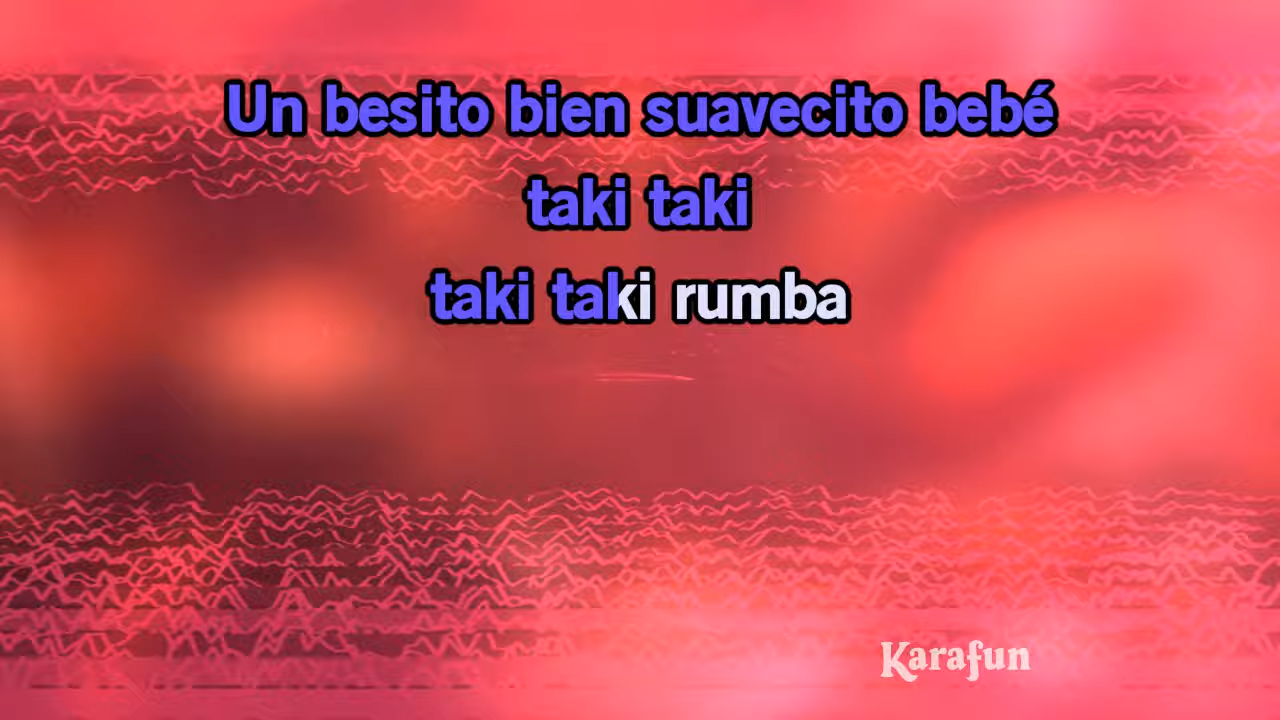 Un besito bien suavecito bebé
taki taki
taki taki rumba
Karafun